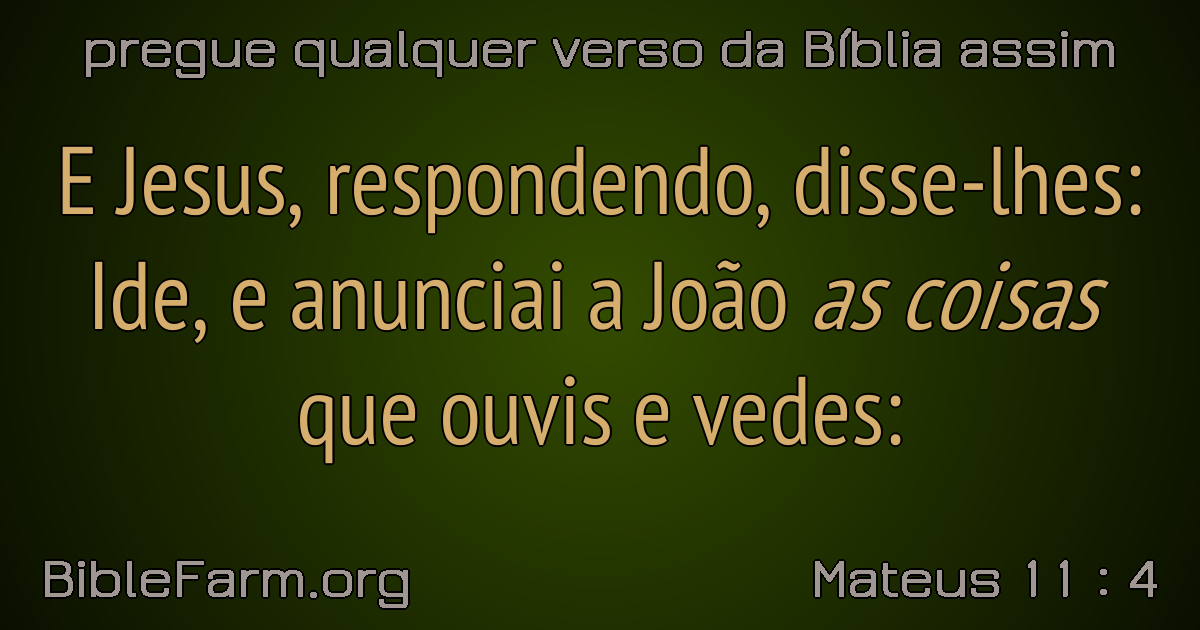 pregue qualquer verso da Bíblia assim
E Jesus, respondendo, disse-lhes:
Ide, e anunciai a João as coisas
que ouvis e vedes:
BibleFarm.org
Mateus 11 : 4